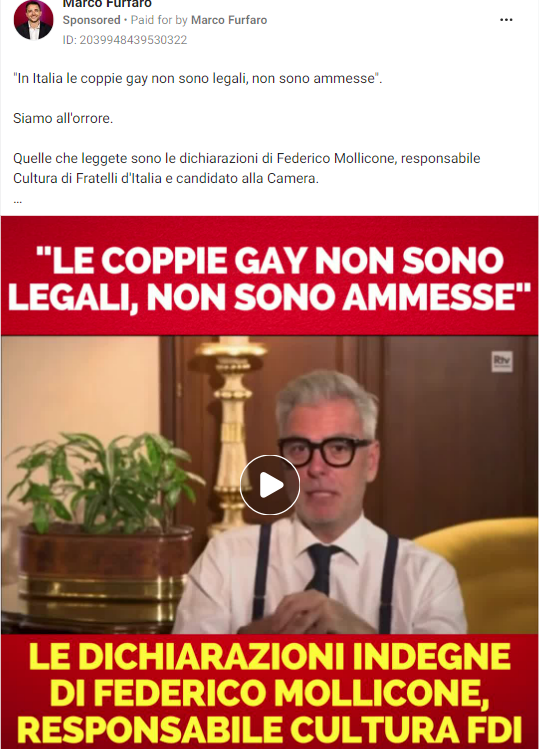 Marco Furfaro
Sponsored • Paid for by Marco Furfaro
ID: 2039948439530322
"In Italia le coppie gay non sono legali, non sono ammesse".
Siamo all'orrore.
Quelle che leggete sono le dichiarazioni di Federico Mollicone, responsabile
Cultura di Fratelli d'Italia e candidato alla Camera.
...
"LE COPPIE GAY NON SONO
LEGALI, NON SONO AMMESSE"
Rtv
LE DICHIARAZIONI INDEGNE
DI FEDERICO MOLLICONE,
RESPONSABILE CULTURA FDI